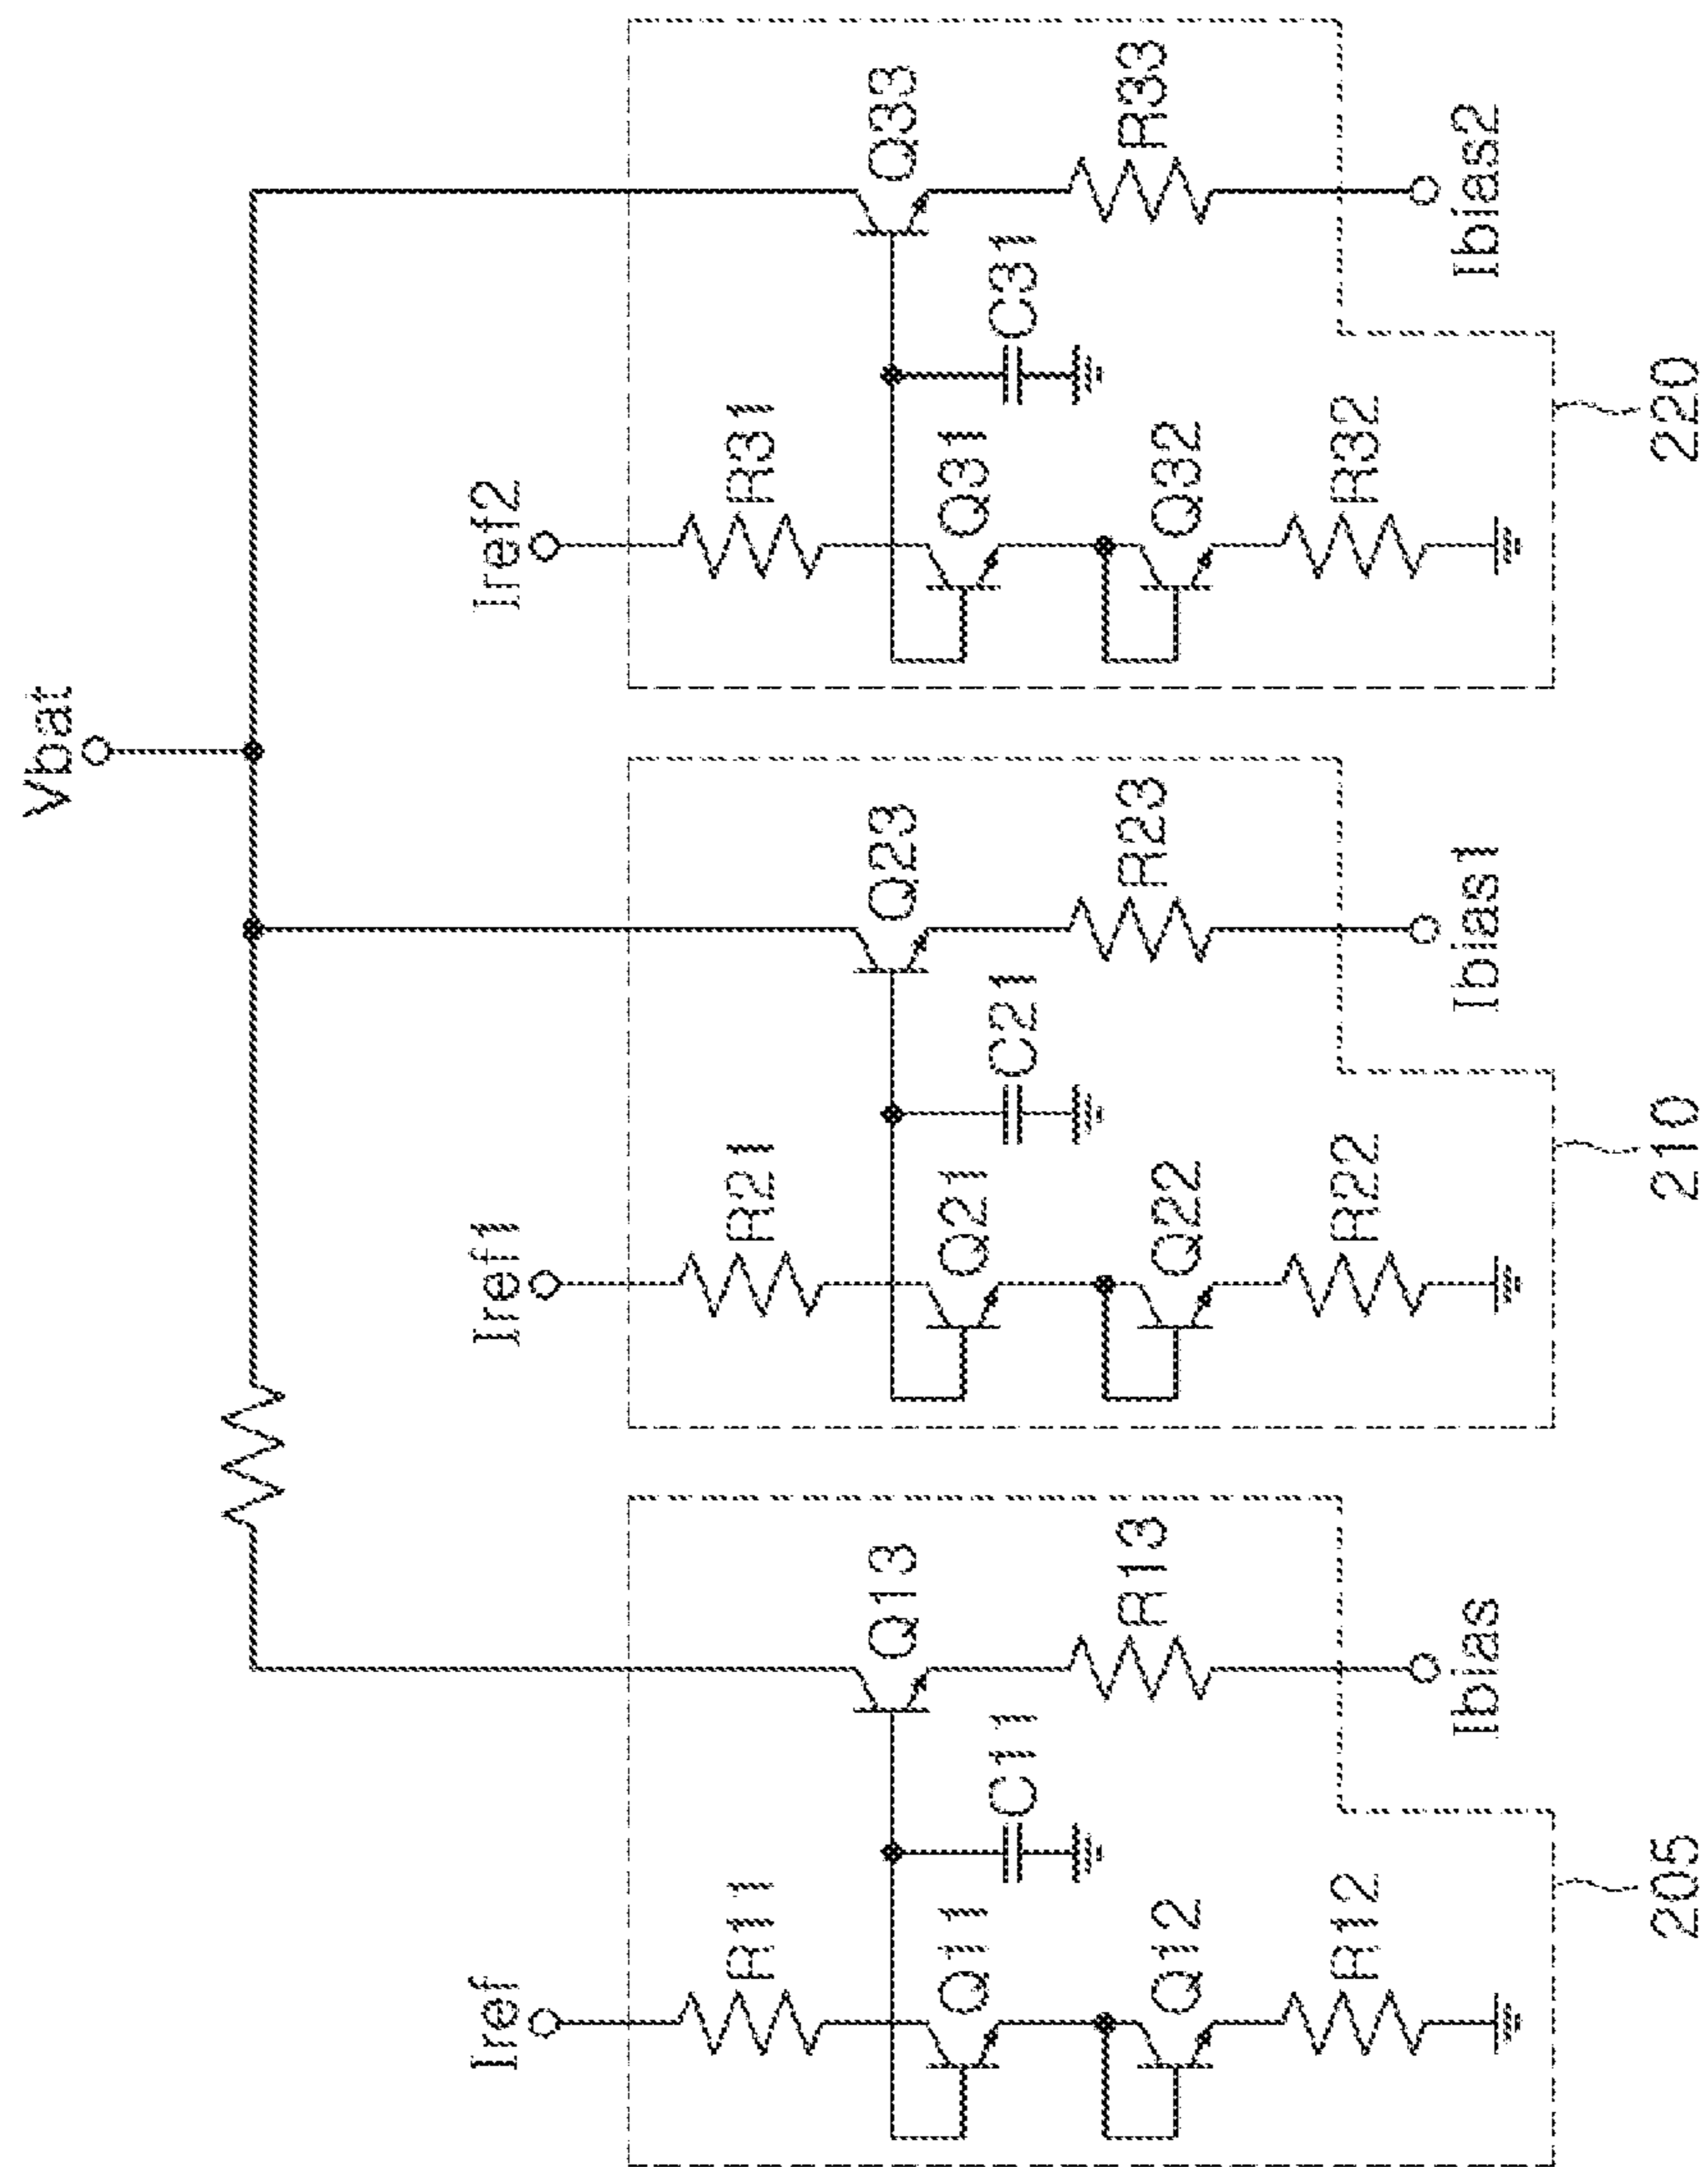 Vbat
Iref
Iref1
Iref2
R11
R21
R31
Q13
Q23
Q33
Q11
C11
Q21
C21
Q31
C31
Q12
R13
Q22
R23
Q32
R33
R12
R22
R32
Ibias
Ibias1
Ibias2
205
210
220